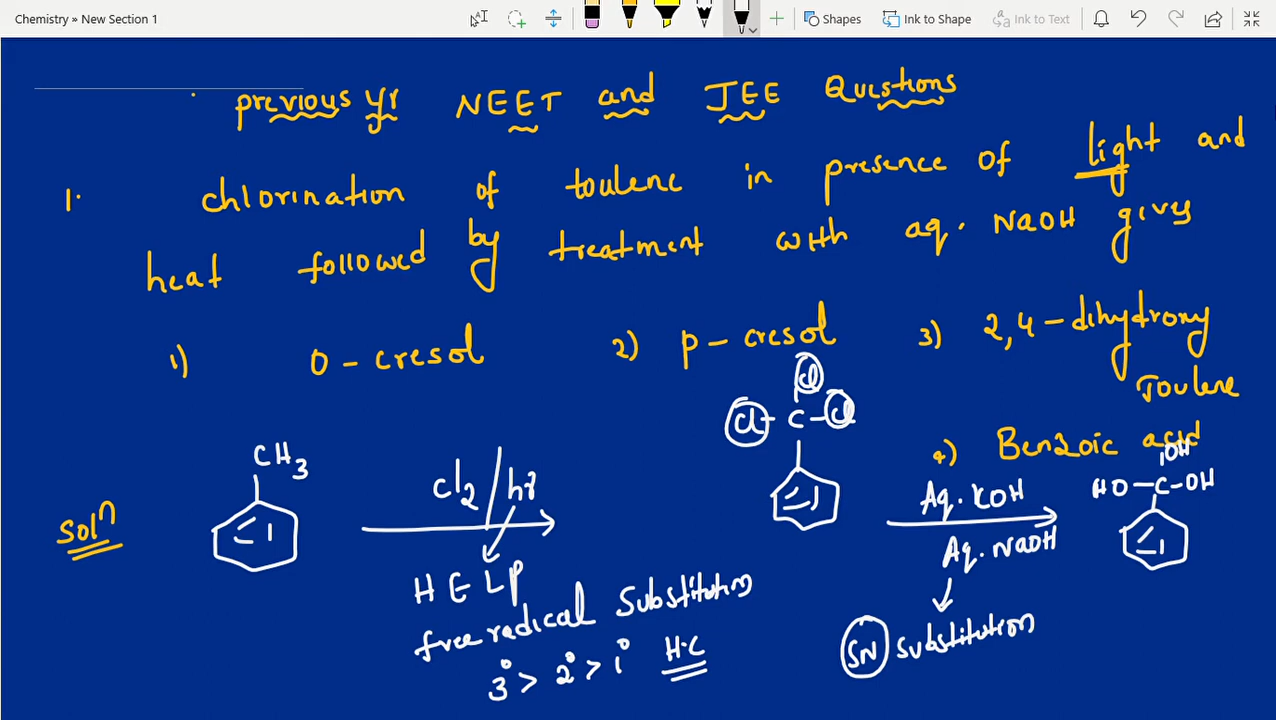 Chemistry » New Section 1
Shapes Ink to Shape Ink to Text
previous yr NEET and JEE Questions
1. chlorination of toulene in presence of light and
heat followed by treatment with aq. NaOH gives
1) O-cresol 2) p-cresol 3) 2,4-dihydroxy
Toulene
4) Benzoic acid
Soln
CH3
Cl2/hν
Cl
Cl-C-Cl
Aq. KOH
Aq. NaOH
OH
HO-C-OH
HELP
free radical Substitution
3° > 2° > 1° H.C
SN substitution